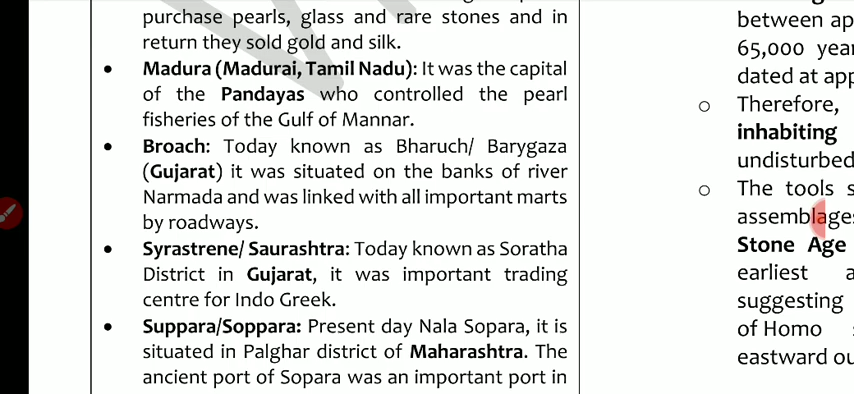 purchase pearls, glass and rare stones and in
return they sold gold and silk.
• Madura (Madurai, Tamil Nadu): It was the capital
of the Pandayas who controlled the pearl
fisheries of the Gulf of Mannar.
• Broach: Today known as Bharuch/ Barygaza
(Gujarat) it was situated on the banks of river
Narmada and was linked with all important marts
by roadways.
• Syrastrene/ Saurashtra: Today known as Soratha
District in Gujarat, it was important trading
centre for Indo Greek.
• Suppara/Soppara: Present day Nala Sopara, it is
situated in Palghar district of Maharashtra. The
ancient port of Sopara was an important port in
between ap
65,000 year
dated at app
o Therefore,
inhabiting
undisturbed
o The tools s
assemblages
Stone Age
earliest a
suggesting
of Homo s
eastward ou